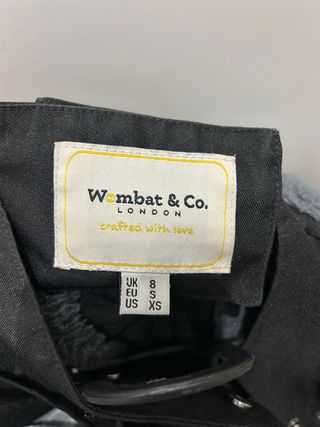 Wombat & Co.
LONDON
crafted with love
UK 8
EU S
US XS